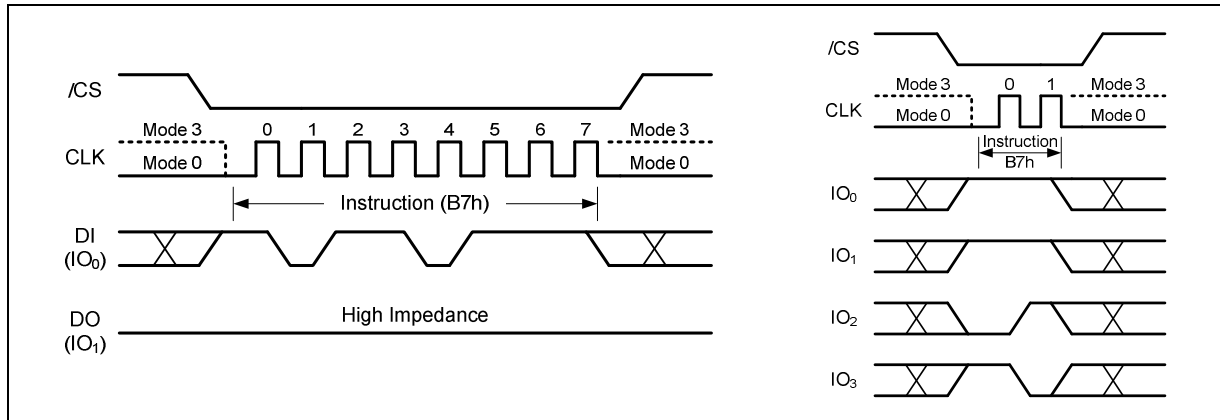 /CS
Mode 3 0 1 2 3 4 5 6 7 Mode 3
CLK Mode 0 Mode 0
Instruction (B7h)
DI
(IO₀)
DO High Impedance
(IO₁)
/CS
Mode 3 0 1 Mode 3
CLK Mode 0 Mode 0
Instruction
B7h
IO₀
IO₁
IO₂
IO₃